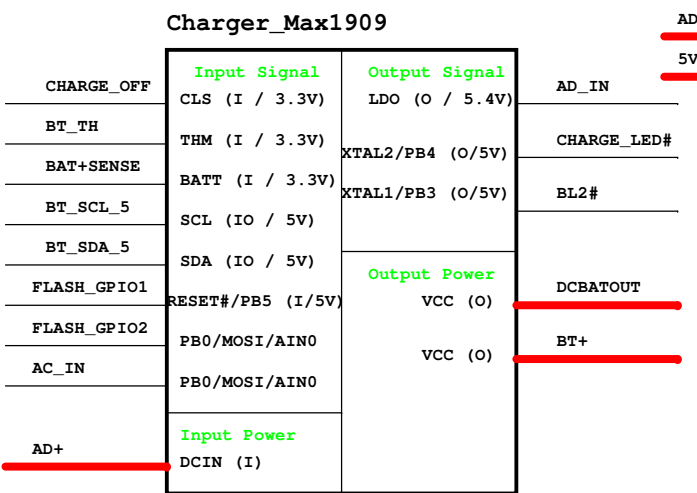 Charger_Max1909
AD
5V
Input Signal
Output Signal
CHARGE_OFF
CLS (I / 3.3V)
LDO (O / 5.4V)
AD_IN
BT_TH
THM (I / 3.3V)
XTAL2/PB4 (O/5V)
CHARGE_LED#
BAT+SENSE
BATT (I / 3.3V)
XTAL1/PB3 (O/5V)
BL2#
BT_SCL_5
SCL (IO / 5V)
BT_SDA_5
SDA (IO / 5V)
Output Power
FLASH_GPIO1
RESET#/PB5 (I/5V)
VCC (O)
DCBATOUT
FLASH_GPIO2
PB0/MOSI/AIN0
VCC (O)
BT+
AC_IN
PB0/MOSI/AIN0
Input Power
AD+
DCIN (I)